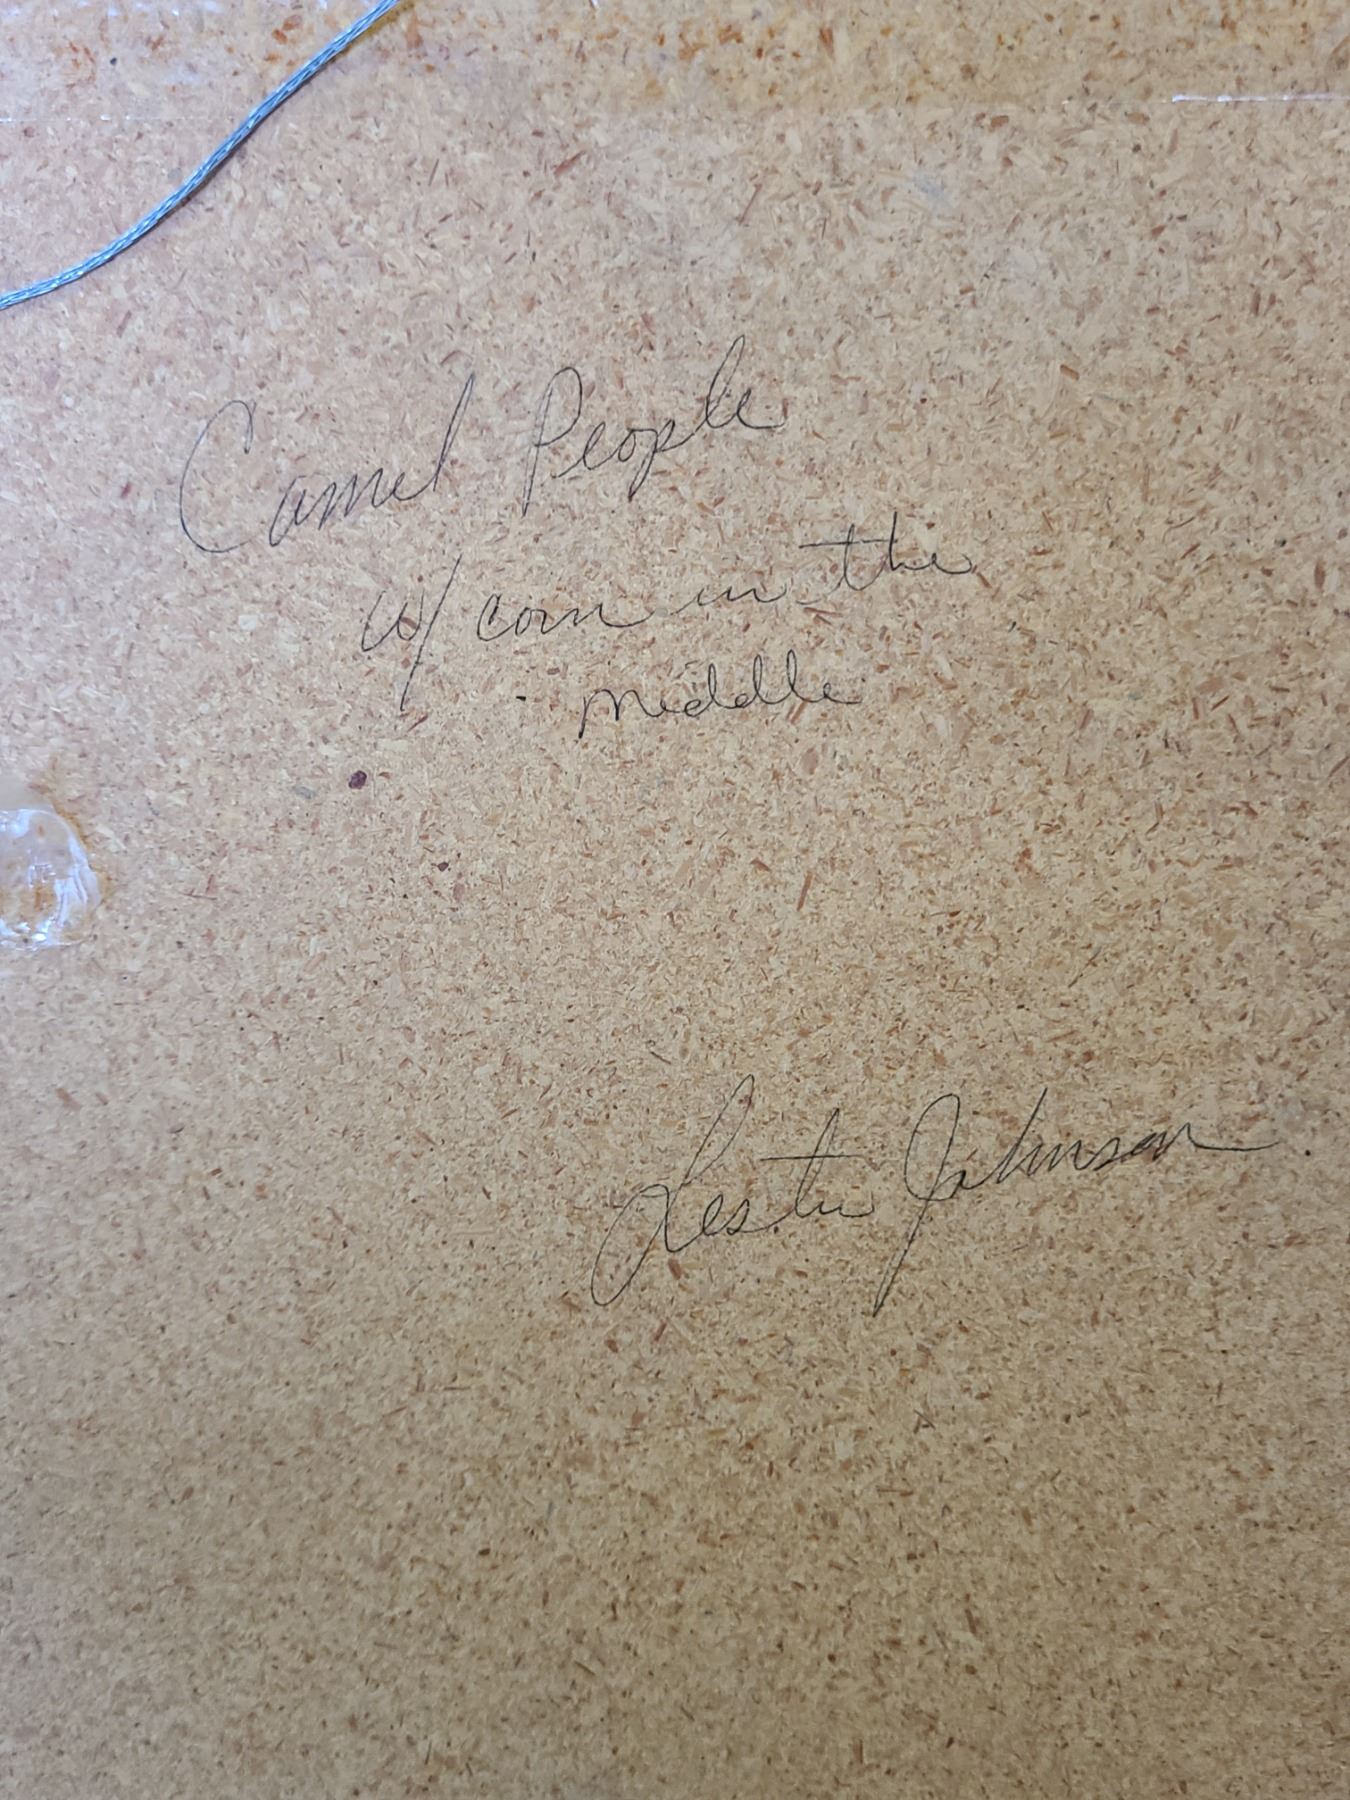 Camel People
w/ corn in the
middle
Lester Johnson